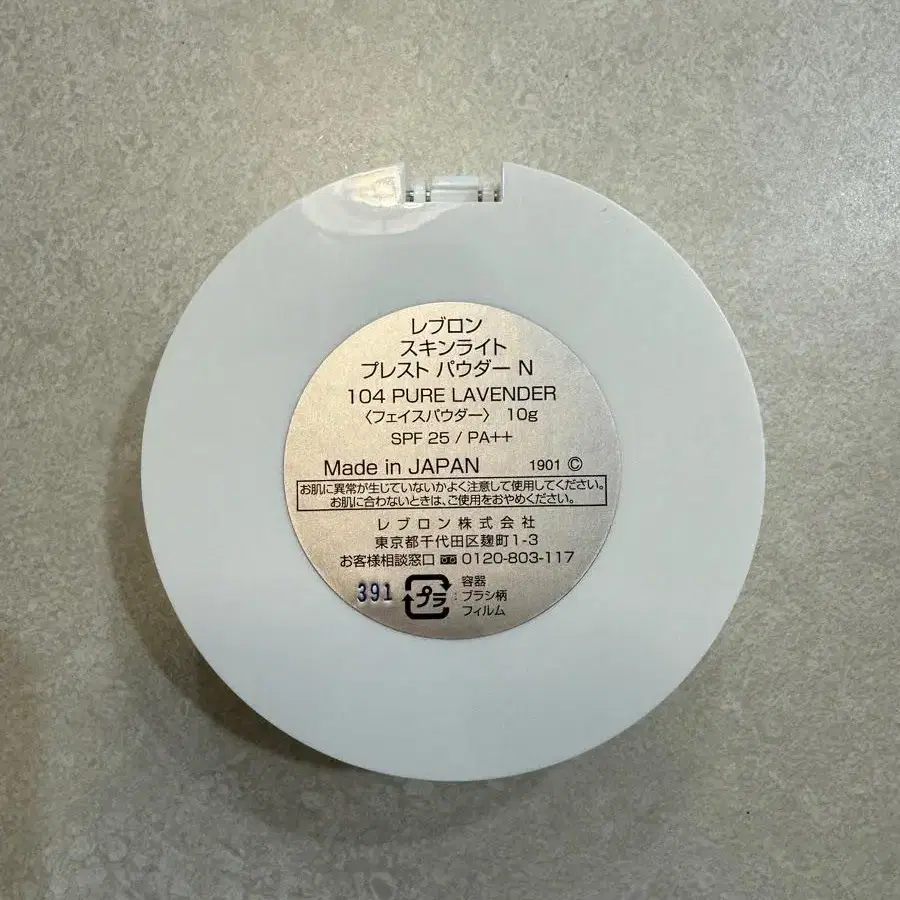 レブロン
スキンライト
プレスト パウダー N
104 PURE LAVENDER
〈フェイスパウダー〉 10g
SPF 25 / PA++
Made in JAPAN 1901 ©
お肌に異常が生じていないかよく注意して使用してください。
お肌に合わないときは、ご使用をおやめください。
レブロン株式会社
東京都千代田区麹町1-3
お客様相談窓口 0120-803-117
391 プラ : 容器
ブラシ柄
フィルム